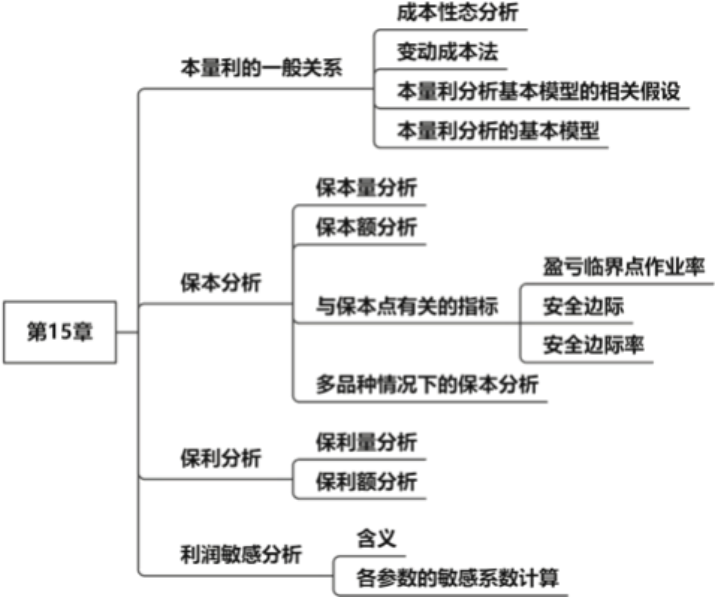 第15章
本量利的一般关系
成本性态分析
变动成本法
本量利分析基本模型的相关假设
本量利分析的基本模型
保本分析
保本量分析
保本额分析
与保本点有关的指标
盈亏临界点作业率
安全边际
安全边际率
多品种情况下的保本分析
保利分析
保利量分析
保利额分析
利润敏感分析
含义
各参数的敏感系数计算